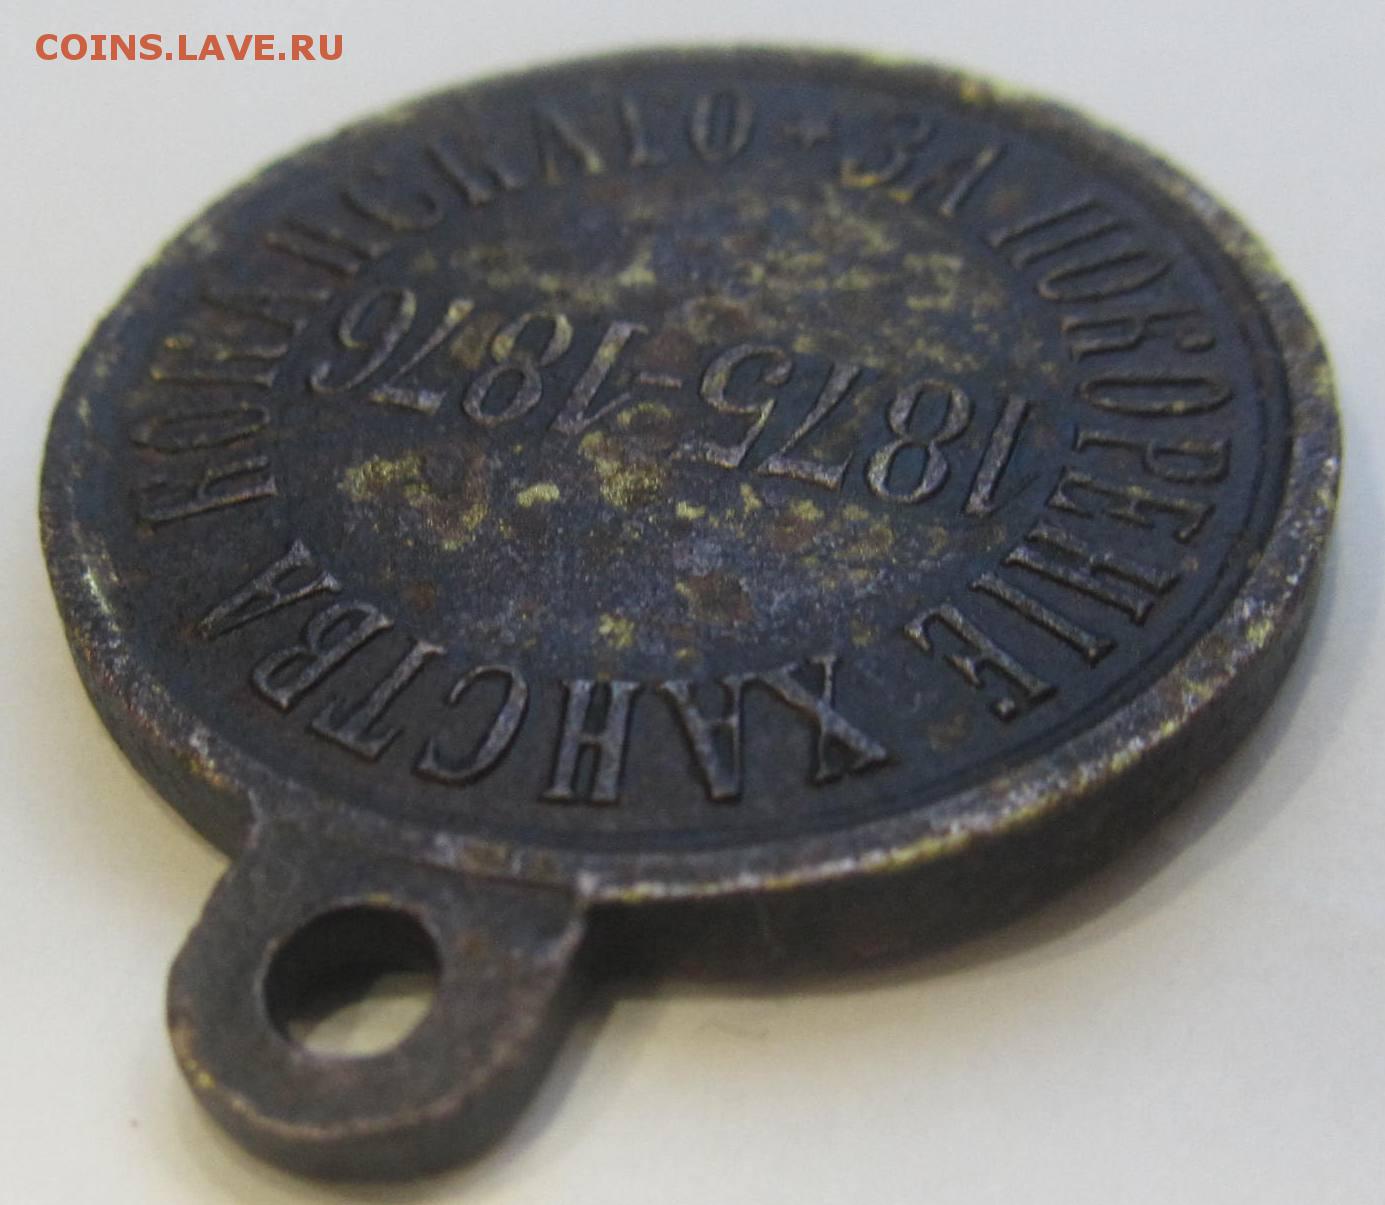 COINS.LAVE.RU
ЗА ПОКОРЕНІЕ ХАНСТВА КОКАНСКАГО
1875-1876